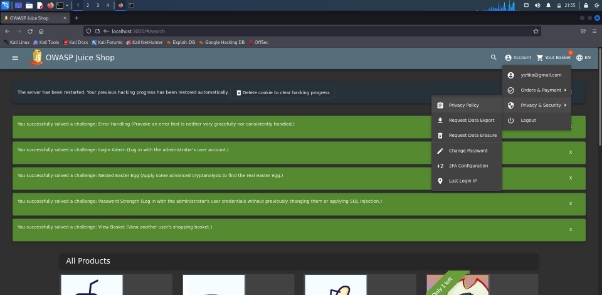 1 2 3 4
21:55
OWASP Juice Shop
localhost:3000/#/search
Kali Linux Kali Tools Kali Docs Kali Forums Kali NetHunter Exploit-DB Google Hacking DB OffSec
OWASP Juice Shop
Account Your Basket EN
Orders & Payment
Privacy & Security
Logout
Privacy Policy
Request Data Export
Request Data Erasure
Change Password
2FA Configuration
Last Login IP
The server has been restarted. Your previous hacking progress has been restored automatically.
Delete cookie to clear hacking progress
You successfully solved a challenge: Error Handling (Provoke an error that is neither very gracefully nor consistently handled.)
X
You successfully solved a challenge: Login Admin (Log in with the administrator's user account.)
X
You successfully solved a challenge: Nested Easter Egg (Apply some advanced cryptanalysis to find the real easter egg.)
X
You successfully solved a challenge: Password Strength (Log in with the administrator's user credentials without previously changing them or applying SQL Injection.)
X
You successfully solved a challenge: View Basket (View another user's shopping basket.)
X
All Products
Only 1 left